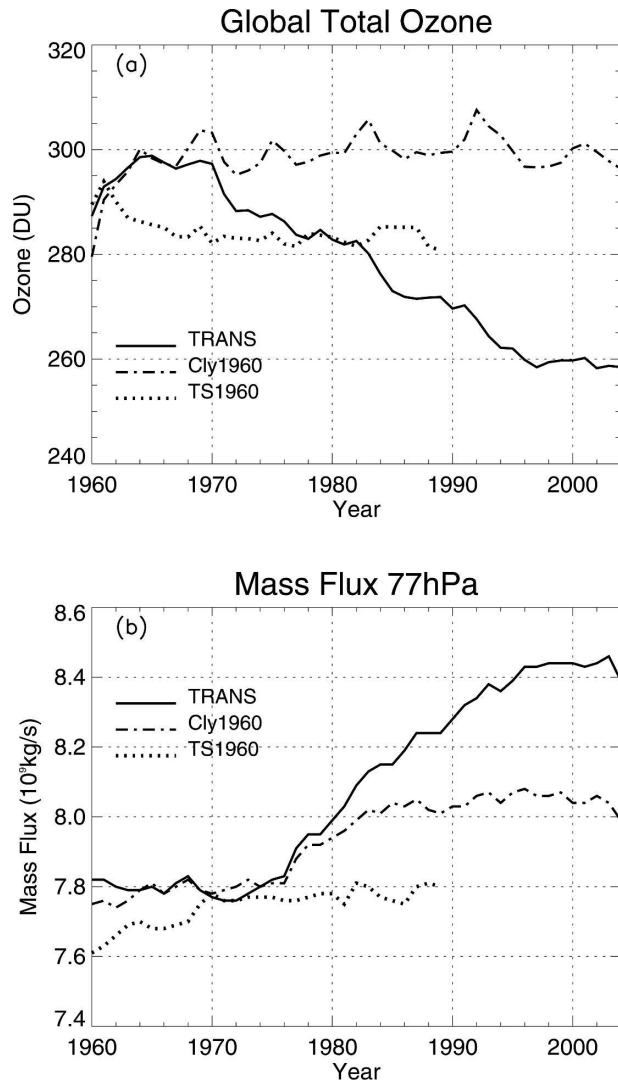 Global Total Ozone
320
(a)
300
280
260
240
Ozone (DU)
TRANS
Cly1960
TS1960
1960 1970 1980 1990 2000
Year
Mass Flux 77hPa
8.6
(b)
8.4
8.2
8.0
7.8
7.6
7.4
Mass Flux (10⁹kg/s)
TRANS
Cly1960
TS1960
1960 1970 1980 1990 2000
Year